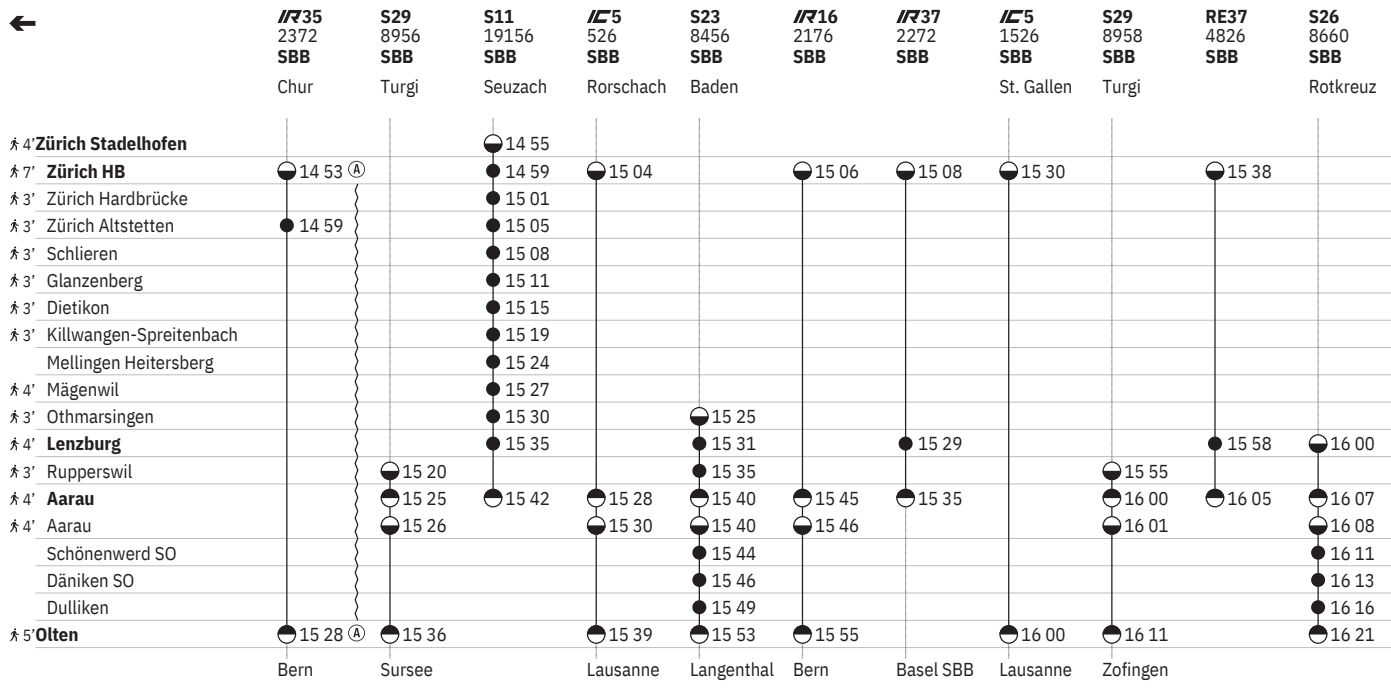 IR35 S29 S11 IC5 S23 IR16 IR37 IC5 S29 RE37 S26
2372 8956 19156 526 8456 2176 2272 1526 8958 4826 8660
SBB SBB SBB SBB SBB SBB SBB SBB SBB SBB SBB
Chur Turgi Seuzach Rorschach Baden St. Gallen Turgi Rotkreuz
4' Zürich Stadelhofen 14 55
7' Zürich HB 14 53 A 14 59 15 04 15 06 15 08 15 30 15 38
3' Zürich Hardbrücke 15 01
3' Zürich Altstetten 14 59 15 05
3' Schlieren 15 08
3' Glanzenberg 15 11
3' Dietikon 15 15
3' Killwangen-Spreitenbach 15 19
Mellingen Heitersberg 15 24
4' Mägenwil 15 27
3' Othmarsingen 15 30 15 25
4' Lenzburg 15 35 15 31 15 29 15 58 16 00
3' Rupperswil 15 20 15 35 15 55
4' Aarau 15 25 15 42 15 28 15 40 15 45 15 35 16 00 16 05 16 07
4' Aarau 15 26 15 30 15 40 15 46 16 01 16 08
Schönenwerd SO 15 44 16 11
Däniken SO 15 46 16 13
Dulliken 15 49 16 16
5' Olten 15 28 A 15 36 15 39 15 53 15 55 16 00 16 11 16 21
Bern Sursee Lausanne Langenthal Bern Basel SBB Lausanne Zofingen